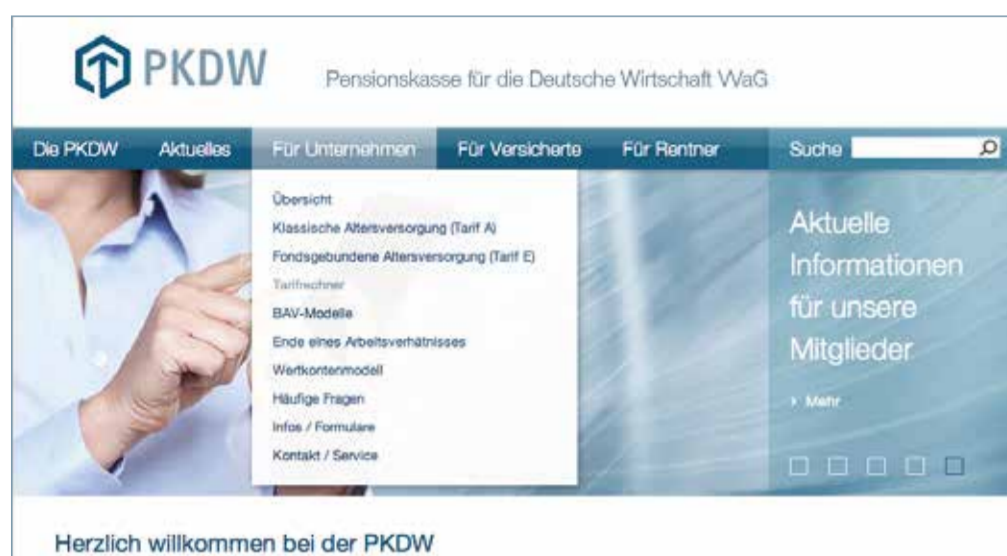 PKDW
Pensionskasse für die Deutsche Wirtschaft VVaG
Die PKDW Aktuelles Für Unternehmen Für Versicherte Für Rentner Suche
Übersicht
Klassische Altersversorgung (Tarif A)
Fondsgebundene Altersversorgung (Tarif E)
Tarifrechner
BAV-Modelle
Ende eines Arbeitsverhältnisses
Wertkontenmodell
Häufige Fragen
Infos / Formulare
Kontakt / Service
Aktuelle
Informationen
für unsere
Mitglieder
› Mehr
Herzlich willkommen bei der PKDW